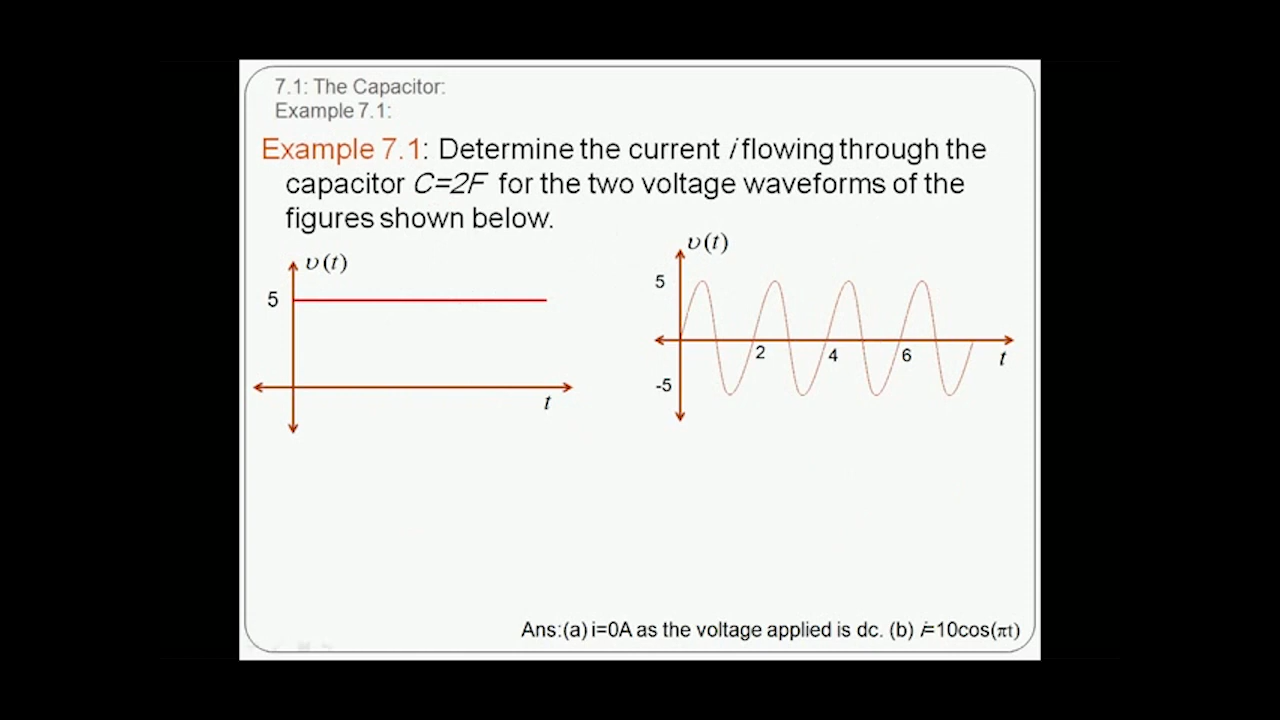 7.1: The Capacitor:
Example 7.1:
Example 7.1: Determine the current i flowing through the
capacitor C=2F for the two voltage waveforms of the
figures shown below.
υ(t)
5
t
υ(t)
5
2
4
6
t
-5
Ans:(a) i=0A as the voltage applied is dc. (b) i=10cos(πt)